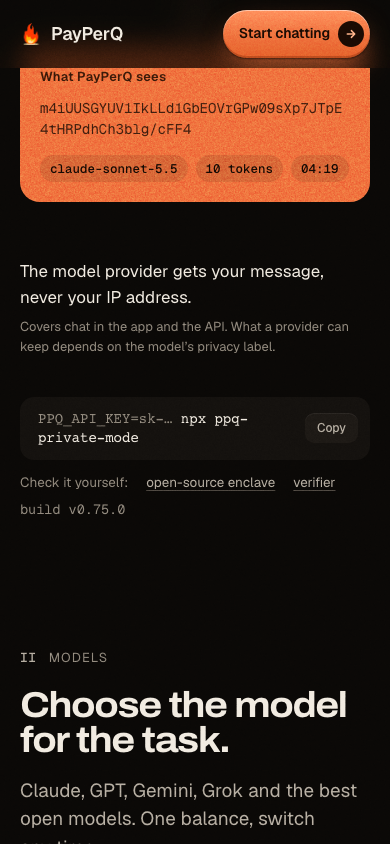 PayPerQ
Start chatting
What PayPerQ sees
m4iUUSGYUV1IkLLd1GbEOVrGPw09sXp7JTpE
4tHRPdhCh3blg/cFF4
claude-sonnet-5.5
10 tokens
04:19
The model provider gets your message,
never your IP address.
Covers chat in the app and the API. What a provider can
keep depends on the model’s privacy label.
PPQ_API_KEY=sk-… npx ppq-
private-mode
Copy
Check it yourself: open-source enclave verifier
build v0.75.0
II MODELS
Choose the model
for the task.
Claude, GPT, Gemini, Grok and the best
open models. One balance, switch